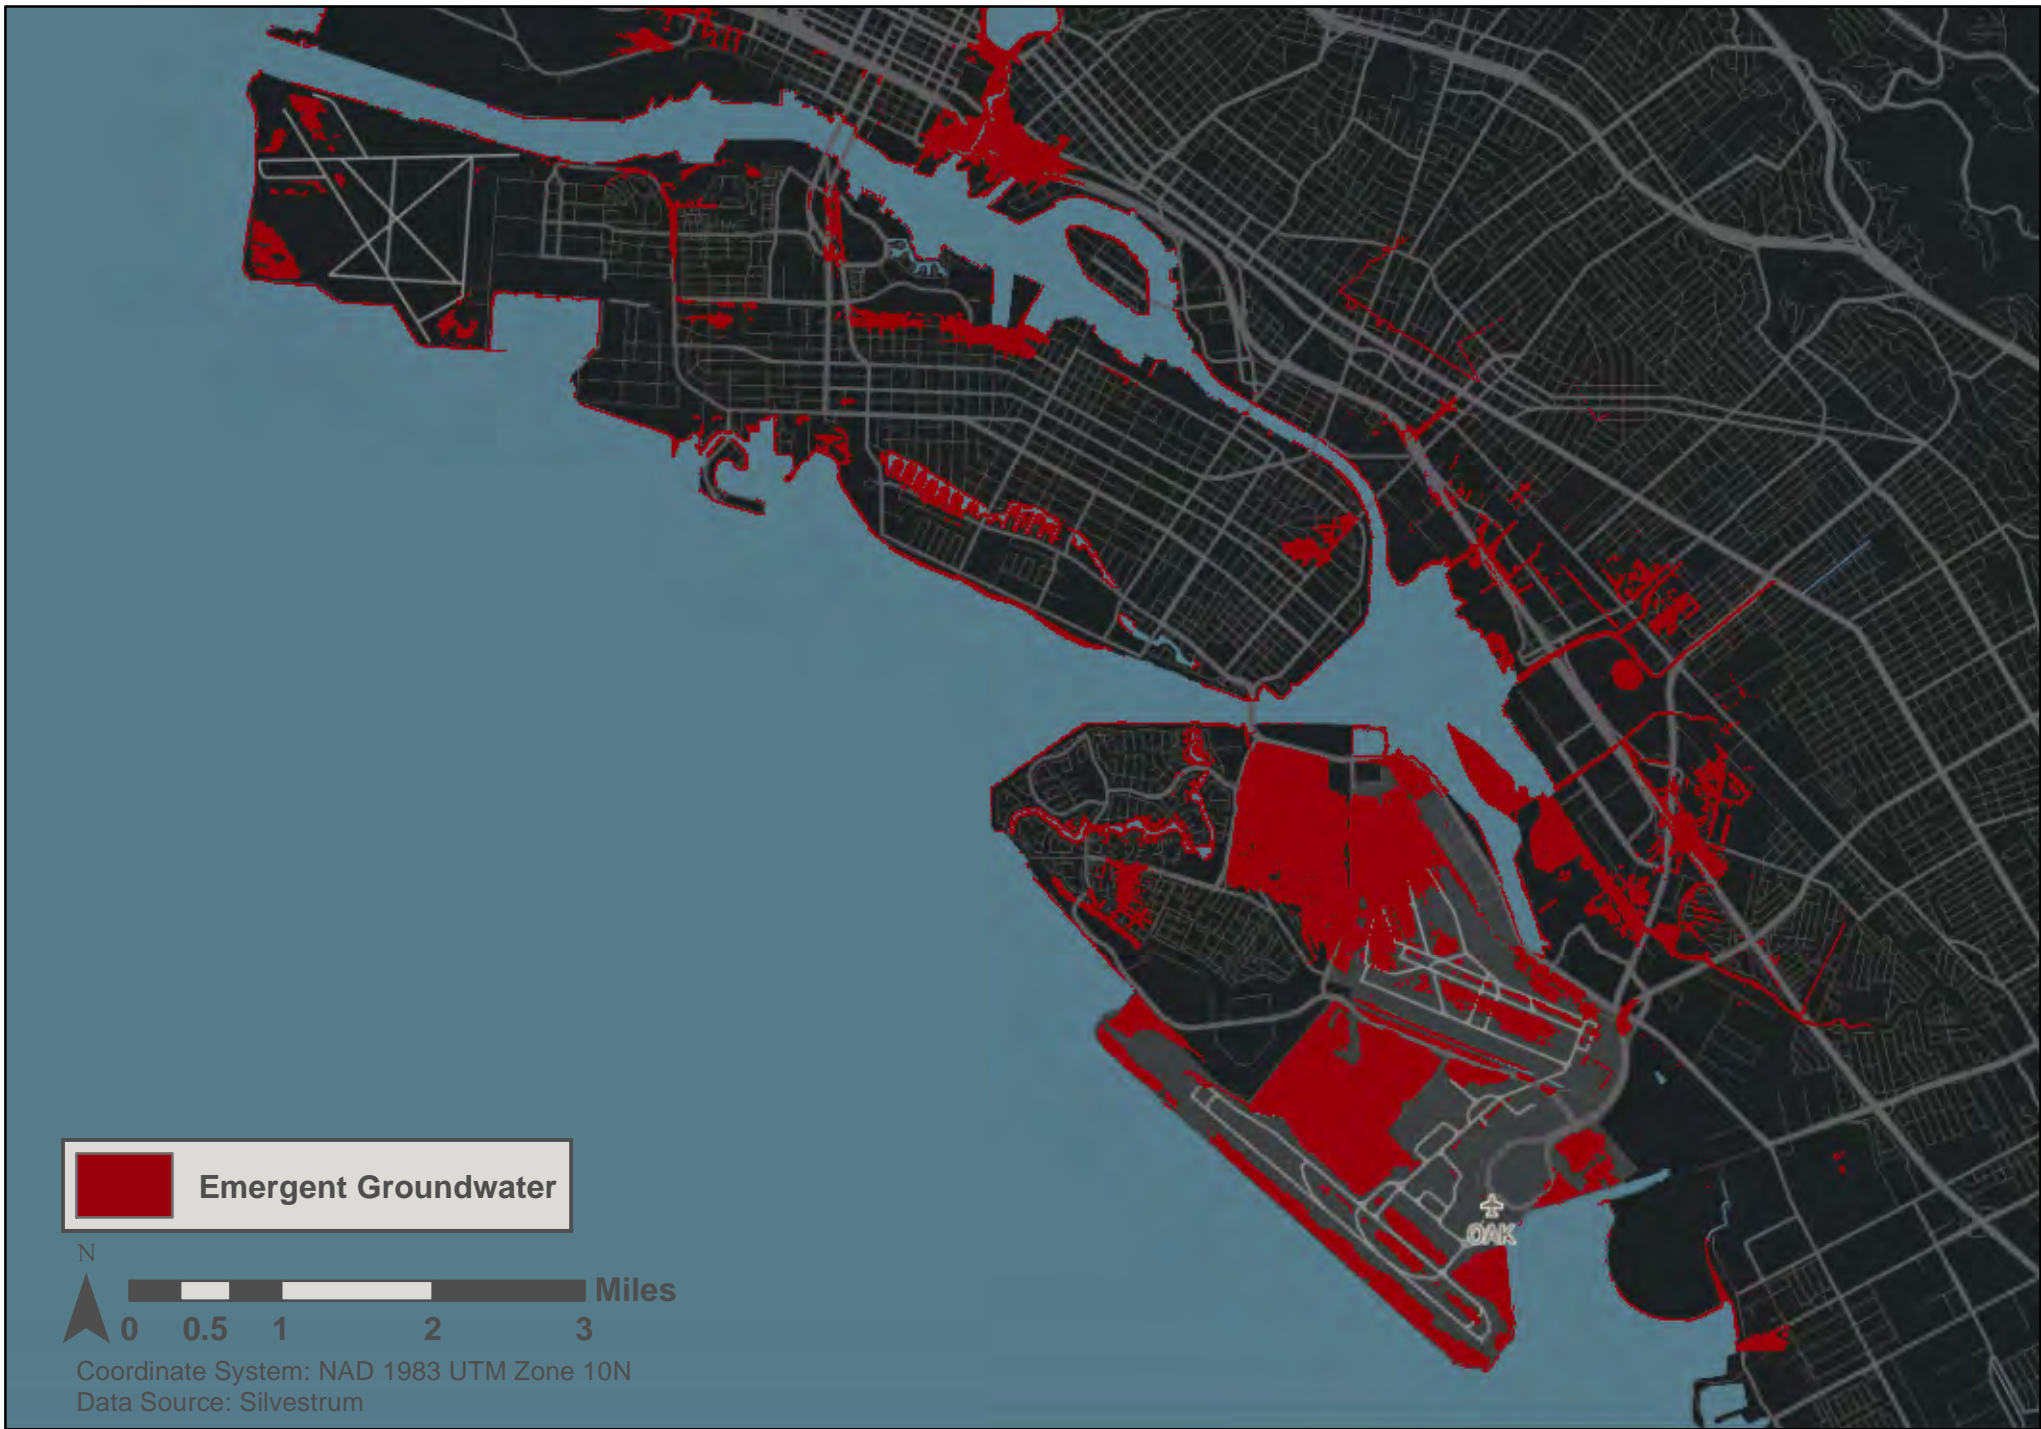 OAK
Emergent Groundwater
N
Miles
0 0.5 1 2 3
Coordinate System: NAD 1983 UTM Zone 10N
Data Source: Silvestrum